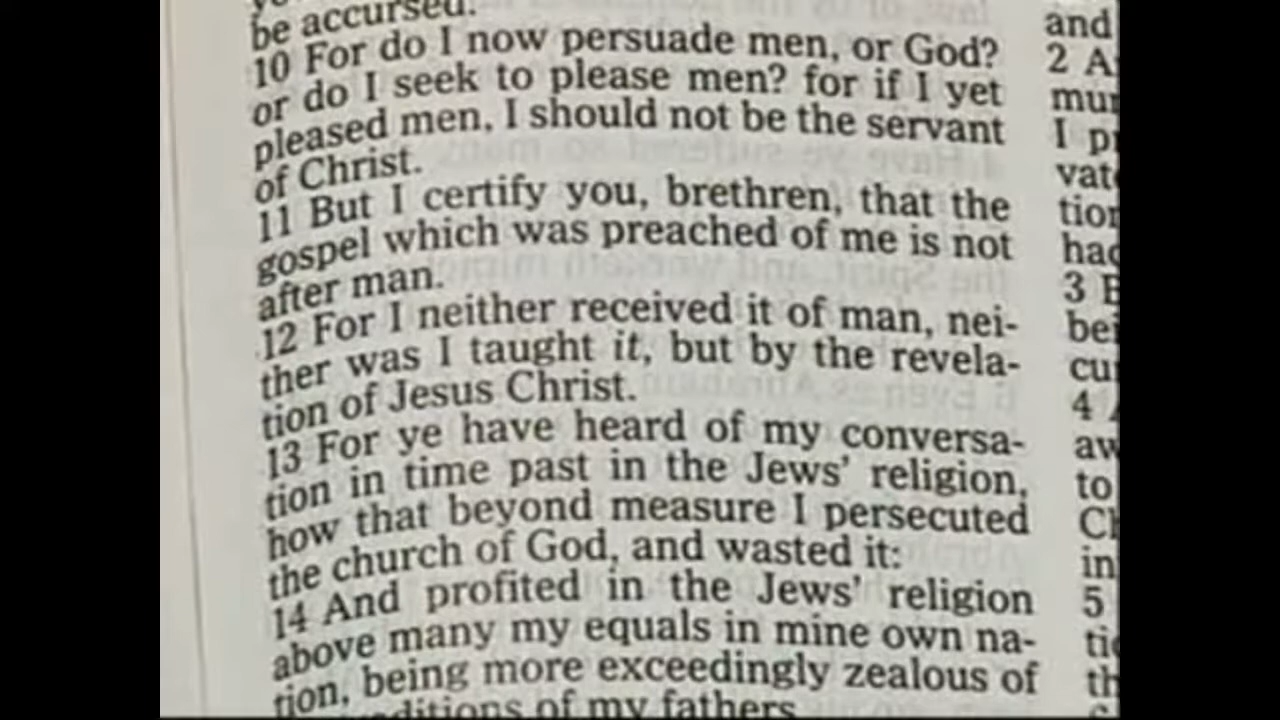 be accursed.
10 For do I now persuade men, or God?
or do I seek to please men? for if I yet
pleased men, I should not be the servant
of Christ.
11 But I certify you, brethren, that the
gospel which was preached of me is not
after man.
12 For I neither received it of man, nei-
ther was I taught it, but by the revela-
tion of Jesus Christ.
13 For ye have heard of my conversa-
tion in time past in the Jews' religion,
how that beyond measure I persecuted
the church of God, and wasted it:
14 And profited in the Jews' religion
above many my equals in mine own na-
tion, being more exceedingly zealous of
of my fathers
and
2
I
3
4
to
in
5